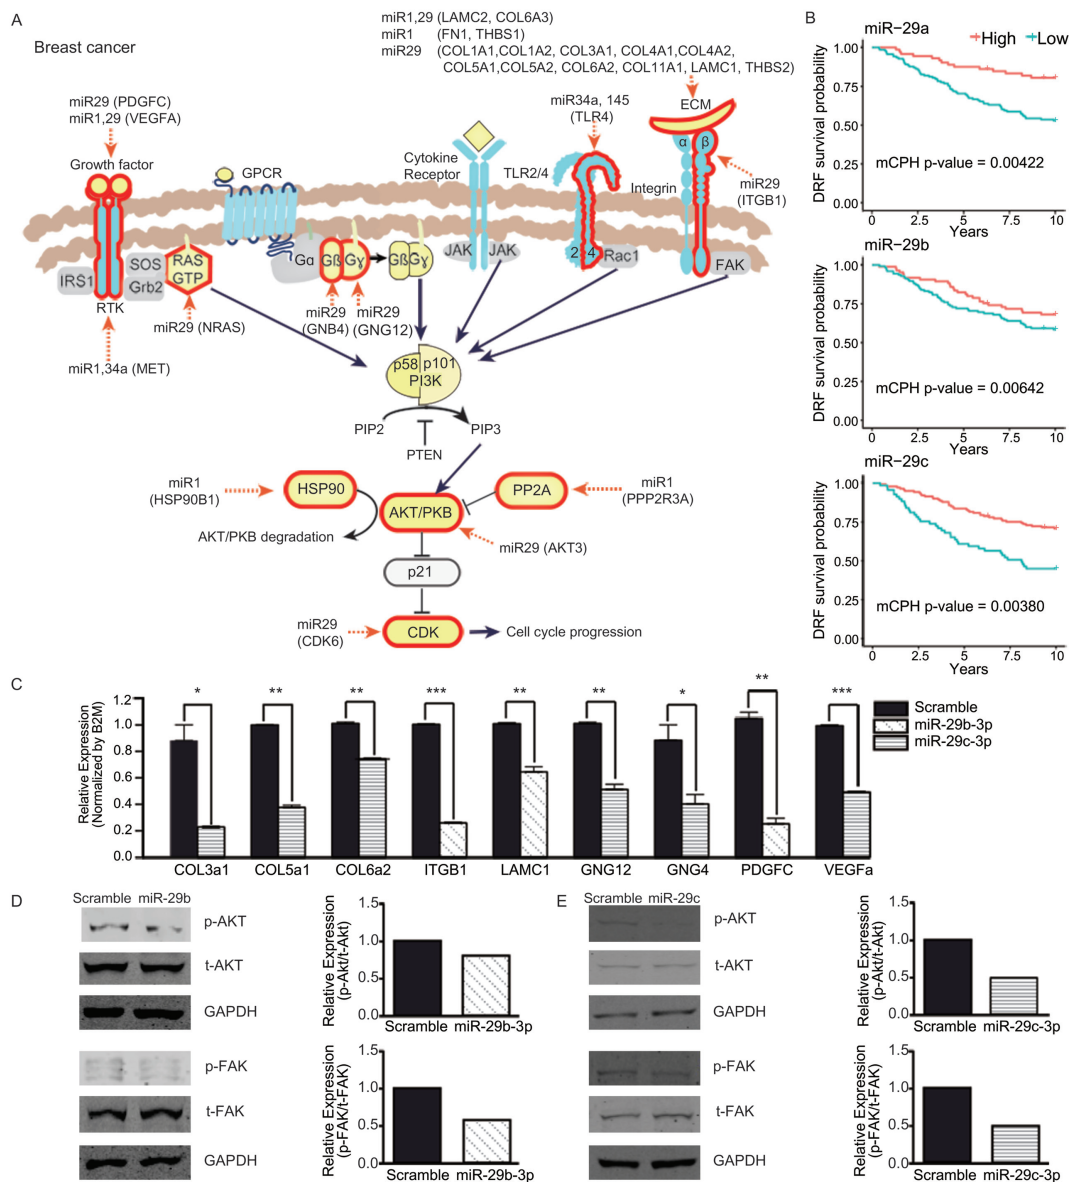 A
Breast cancer
miR1,29 (LAMC2, COL6A3)
miR1 (FN1, THBS1)
miR29 (COL1A1,COL1A2, COL3A1, COL4A1,COL4A2,
COL5A1,COL5A2, COL6A2, COL11A1, LAMC1, THBS2)
miR29 (PDGFC)
miR1,29 (VEGFA)
miR34a, 145
(TLR4)
ECM
Growth factor
GPCR
Cytokine
Receptor
TLR2/4
Integrin
α
β
miR29
(ITGB1)
IRS1
SOS
Grb2
RAS
GTP
Gα
Gß
Gɣ
GßGɣ
JAK
JAK
2
4
Rac1
FAK
RTK
miR29 (NRAS)
miR29
(GNB4)
miR29
(GNG12)
miR1,34a (MET)
p58
p101
PI3K
PIP2
PIP3
PTEN
miR1
(HSP90B1)
HSP90
PP2A
miR1
(PPP2R3A)
AKT/PKB
AKT/PKB degradation
miR29 (AKT3)
p21
miR29
(CDK6)
CDK
Cell cycle progression
B
miR−29a
High
Low
DRF survival probability
1.00
0.75
0.50
0.25
0.00
mCPH p-value = 0.00422
0 2.5 5 7.5 10
Years
miR−29b
DRF survival probability
1.00
0.75
0.50
0.25
0.00
mCPH p-value = 0.00642
0 2.5 5 7.5 10
Years
miR−29c
DRF survival probability
1.00
0.75
0.50
0.25
0.00
mCPH p-value = 0.00380
0 2.5 5 7.5 10
Years
C
Relative Expression
(Normalized by B2M)
1.2
1.0
0.8
0.6
0.4
0.2
0.0
* ** ** *** ** ** * ** ***
COL3a1 COL5a1 COL6a2 ITGB1 LAMC1 GNG12 GNG4 PDGFC VEGFa
Scramble
miR-29b-3p
miR-29c-3p
D
Scramble miR-29b
p-AKT
t-AKT
GAPDH
p-FAK
t-FAK
GAPDH
Relative Expression
(p-Akt/t-Akt)
1.5
1.0
0.5
0.0
Scramble miR-29b-3p
Relative Expression
(p-FAK/t-FAK)
1.5
1.0
0.5
0.0
Scramble miR-29b-3p
E
Scramble miR-29c
p-AKT
t-AKT
GAPDH
p-FAK
t-FAK
GAPDH
Relative Expression
(p-Akt/t-Akt)
1.5
1.0
0.5
0.0
Scramble miR-29c-3p
Relative Expression
(p-FAK/t-FAK)
1.5
1.0
0.5
0.0
Scramble miR-29c-3p